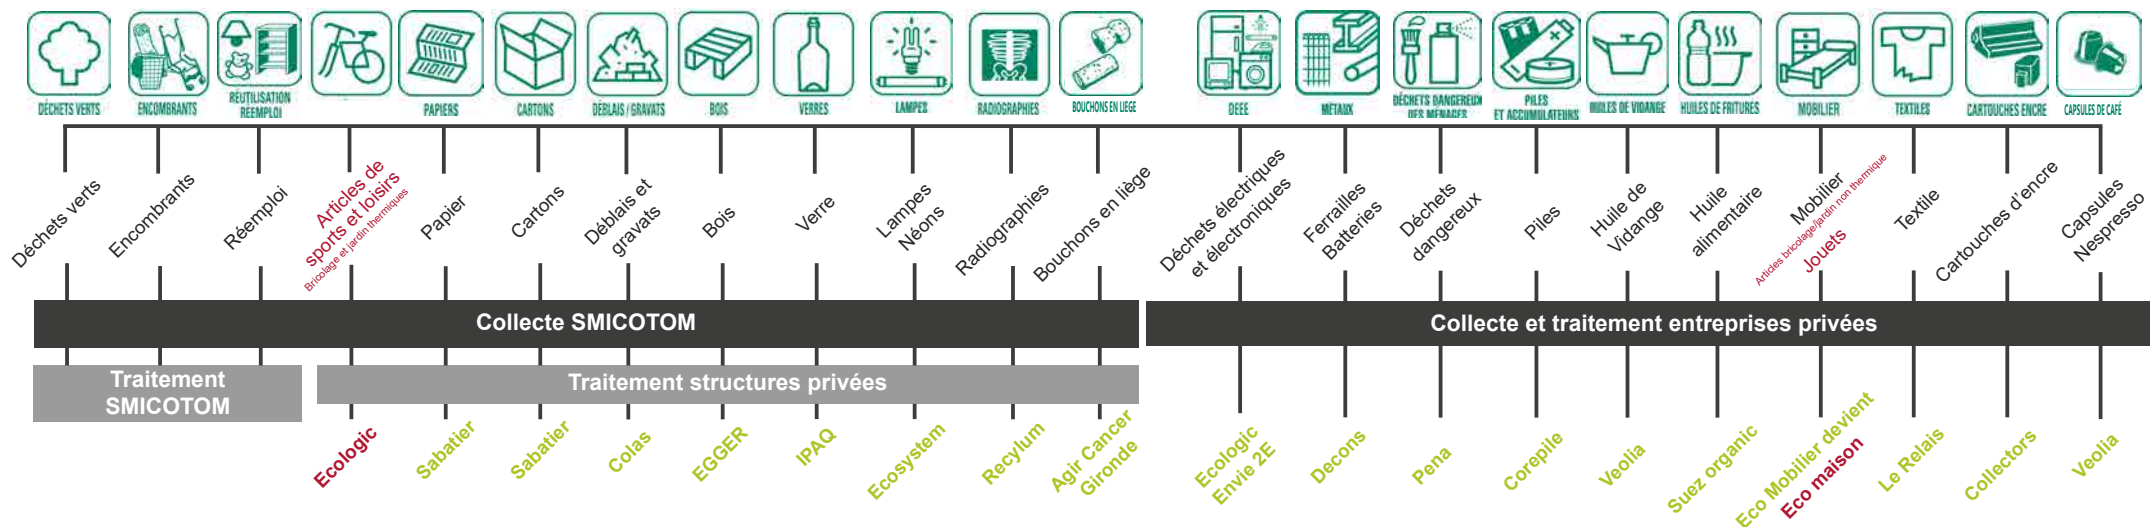 DÉCHETS VERTS
ENCOMBRANTS
RÉUTILISATION
RÉEMPLOI
PAPIERS
CARTONS
DÉBLAIS / GRAVATS
BOIS
VERRES
LAMPES
RADIOGRAPHIES
BOUCHONS EN LIÈGE
DEEE
MÉTAUX
DÉCHETS DANGEREUX
DES MÉNAGES
PILES
ET ACCUMULATEURS
HUILES DE VIDANGE
HUILES DE FRITURES
MOBILIER
TEXTILES
CARTOUCHES ENCRE
CAPSULES DE CAFÉ
Déchets verts
Encombrants
Réemploi
Articles de
sports et loisirs
Bricolage et jardin thermiques
Papier
Cartons
Déblais et
gravats
Bois
Verre
Lampes
Néons
Radiographies
Bouchons en liège
Déchets électriques
et électroniques
Ferrailles
Batteries
Déchets
dangereux
Piles
Huile de
Vidange
Huile
alimentaire
Mobilier
Articles bricolage/jardin non thermique
Jouets
Textile
Cartouches d'encre
Capsules
Nespresso
Collecte SMICOTOM
Collecte et traitement entreprises privées
Traitement
SMICOTOM
Traitement structures privées
Ecologic
Sabatier
Sabatier
Colas
EGGER
IPAQ
Ecosystem
Recylum
Agir Cancer
Gironde
Ecologic
Envie 2E
Decons
Pena
Corepile
Veolia
Suez organic
Eco Mobilier devient
Eco maison
Le Relais
Collectors
Veolia